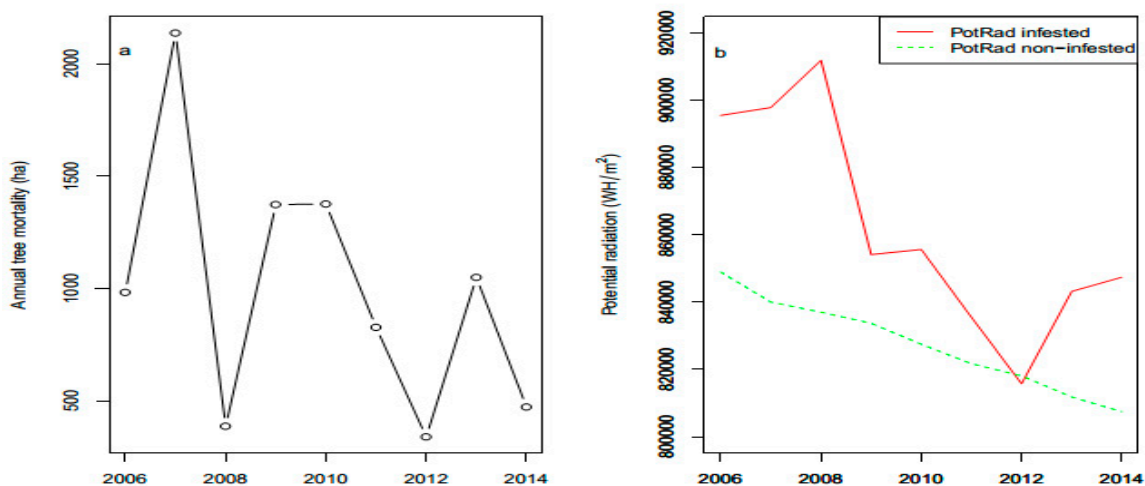 a
Annual tree mortality (ha)
2000
1500
1000
500
2006 2008 2010 2012 2014
b
PotRad infested
PotRad non-infested
Potential radiation (WH/m²)
920000
900000
880000
860000
840000
820000
800000
2006 2008 2010 2012 2014